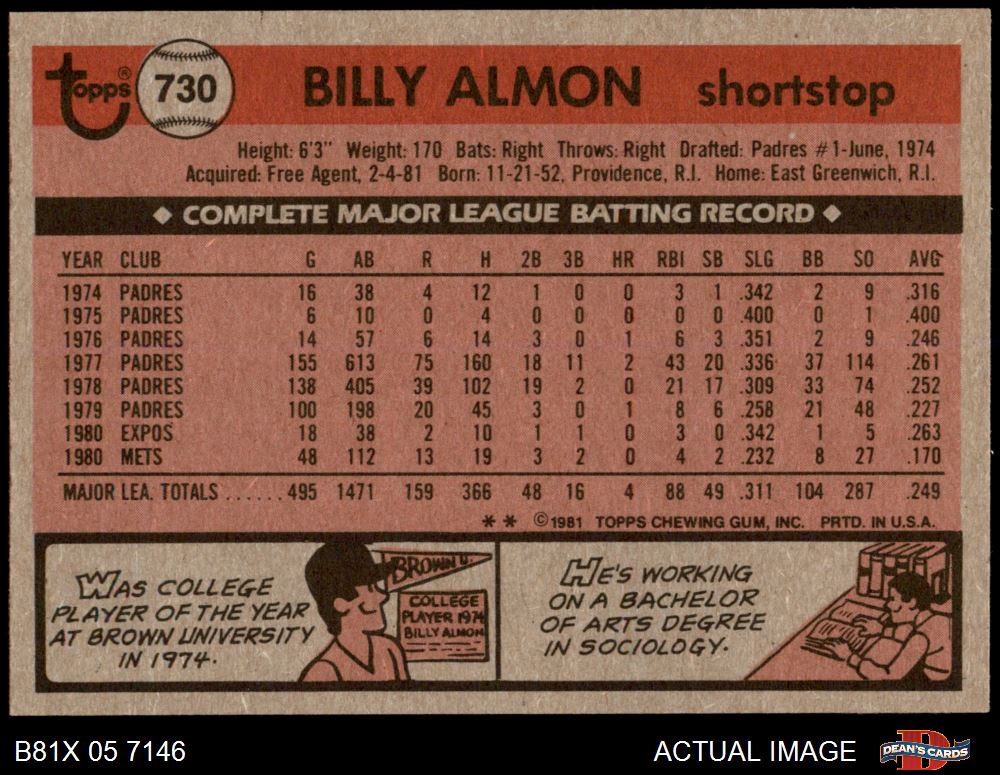 topps® 730 BILLY ALMON shortstop
Height: 6'3" Weight: 170 Bats: Right Throws: Right Drafted: Padres #1-June, 1974
Acquired: Free Agent, 2-4-81 Born: 11-21-52, Providence, R.I. Home: East Greenwich, R.I.
◆ COMPLETE MAJOR LEAGUE BATTING RECORD ◆
YEAR CLUB G AB R H 2B 3B HR RBI SB SLG BB SO AVG
1974 PADRES 16 38 4 12 1 0 0 3 1 .342 2 9 .316
1975 PADRES 6 10 0 4 0 0 0 0 0 .400 0 1 .400
1976 PADRES 14 57 6 14 3 0 1 6 3 .351 2 9 .246
1977 PADRES 155 613 75 160 18 11 2 43 20 .336 37 114 .261
1978 PADRES 138 405 39 102 19 2 0 21 17 .309 33 74 .252
1979 PADRES 100 198 20 45 3 0 1 8 6 .258 21 48 .227
1980 EXPOS 18 38 2 10 1 1 0 3 0 .342 1 5 .263
1980 METS 48 112 13 19 3 2 0 4 2 .232 8 27 .170
MAJOR LEA. TOTALS ...... 495 1471 159 366 48 16 4 88 49 .311 104 287 .249
** ©1981 TOPPS CHEWING GUM, INC. PRTD. IN U.S.A.
WAS COLLEGE
PLAYER OF THE YEAR
AT BROWN UNIVERSITY
IN 1974.
BROWN U.
COLLEGE
PLAYER 1974
BILLY ALMON
HE'S WORKING
ON A BACHELOR
OF ARTS DEGREE
IN SOCIOLOGY.
B81X 05 7146 ACTUAL IMAGE D DEAN'S CARDS